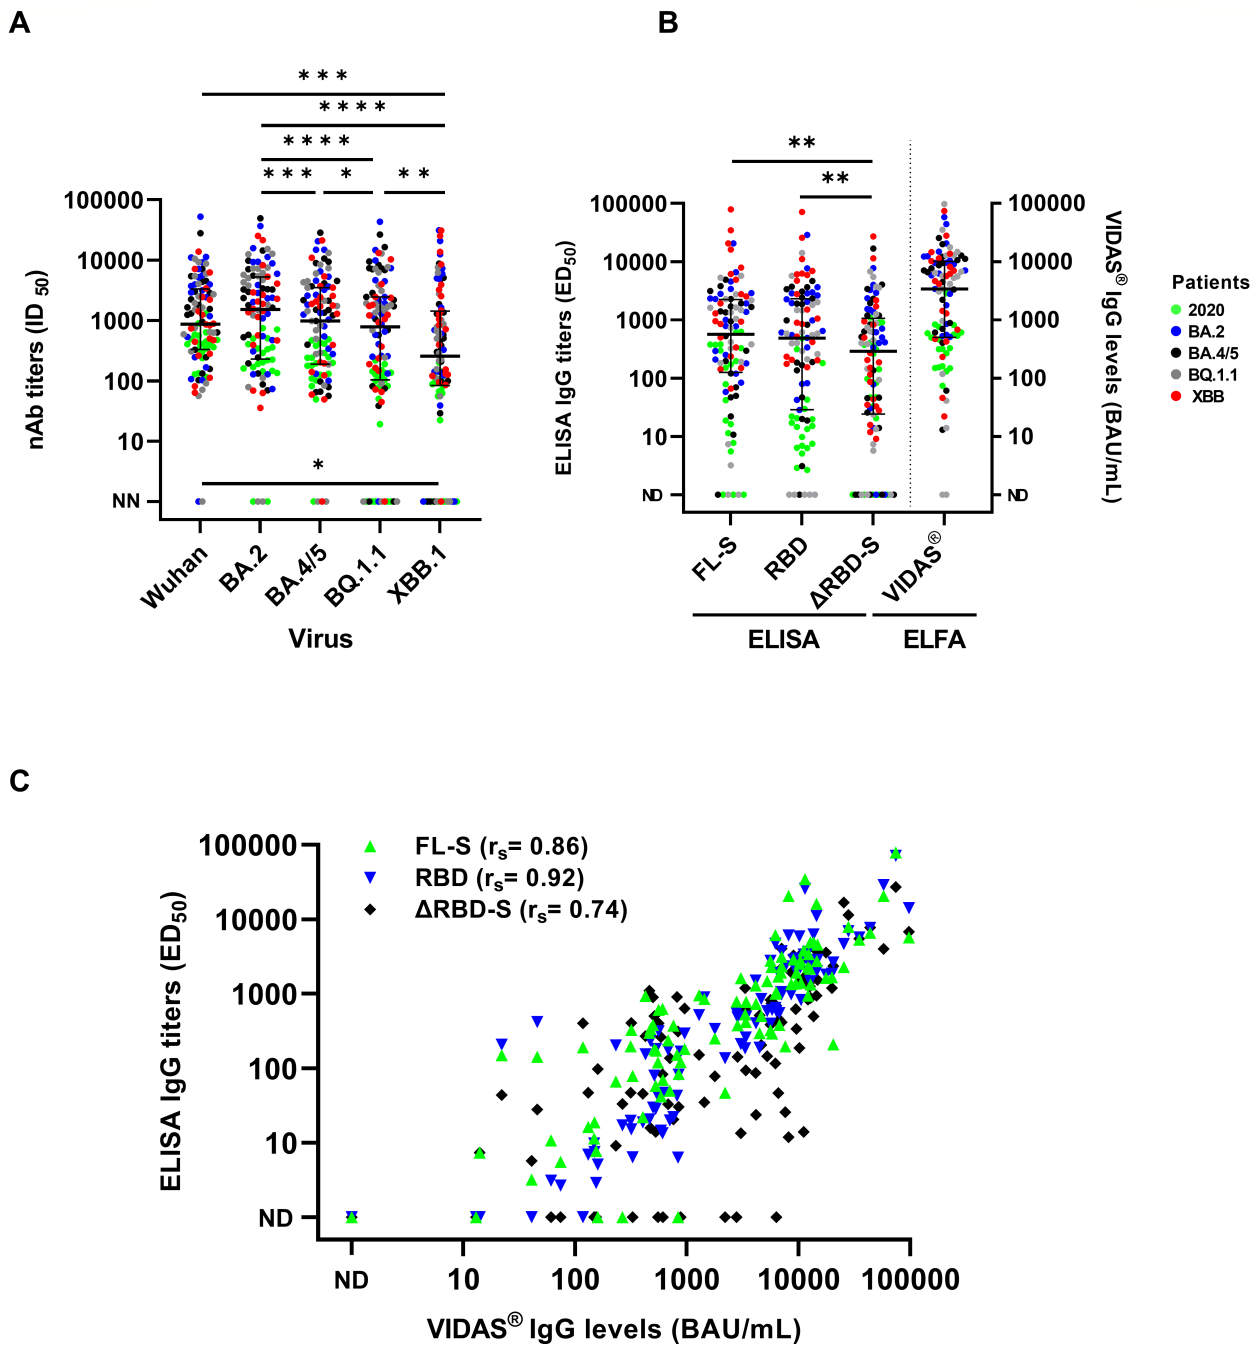 A
B
* * *
* * * *
* * * *
* * *
*
* *
**
**
100000
10000
1000
100
10
NN
nAb titers (ID 50)
*
Wuhan
BA.2
BA.4/5
BQ.1.1
XBB.1
Virus
100000
10000
1000
100
10
ND
ELISA IgG titers (ED50)
100000
10000
1000
100
10
ND
VIDAS® IgG levels (BAU/mL)
FL-S
RBD
ΔRBD-S
VIDAS®
ELISA
ELFA
Patients
2020
BA.2
BA.4/5
BQ.1.1
XBB
C
100000
10000
1000
100
10
ND
ELISA IgG titers (ED50)
FL-S (rs= 0.86)
RBD (rs= 0.92)
ΔRBD-S (rs= 0.74)
ND
10
100
1000
10000
100000
VIDAS® IgG levels (BAU/mL)